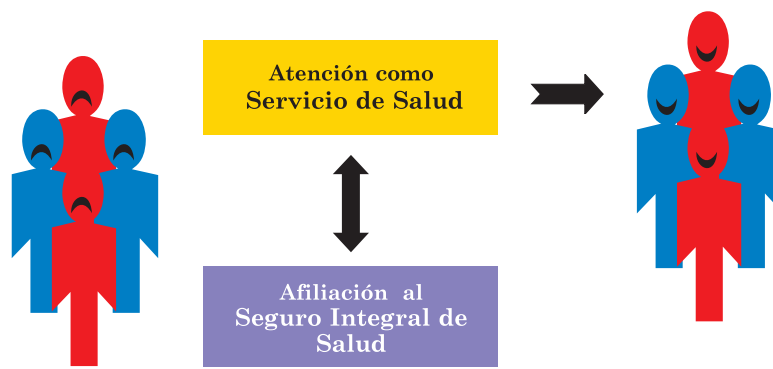 Atención como
Servicio de Salud
Afiliación al
Seguro Integral de
Salud